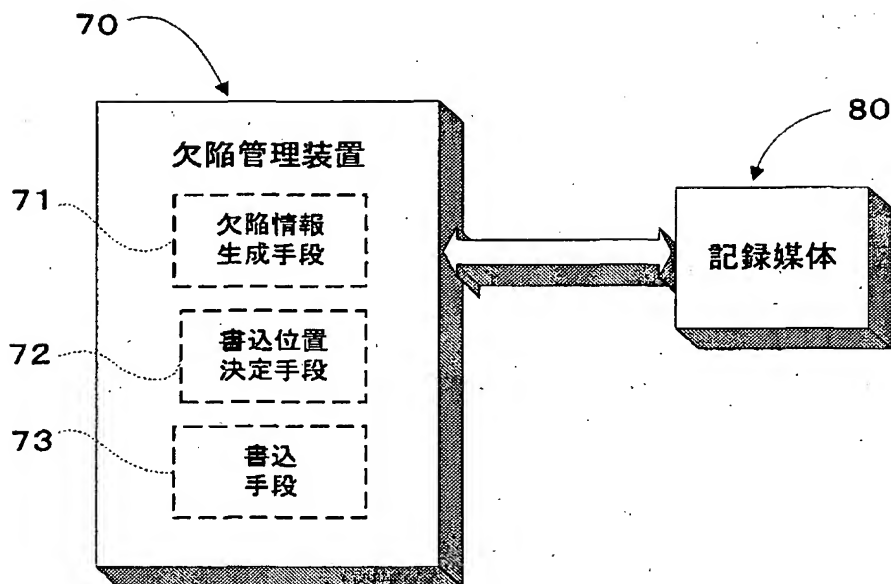 70
80
欠陥管理装置
71
欠陥情報
生成手段
記録媒体
72
書込位置
決定手段
73
書込
手段